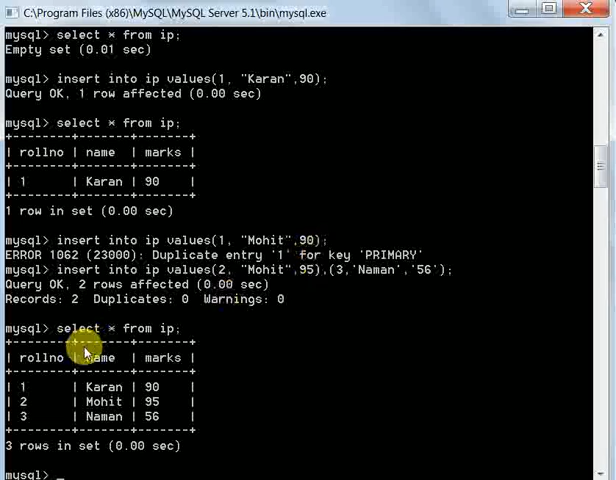 C:\Program Files (x86)\MySQL\MySQL Server 5.1\bin\mysql.exe
mysql> select * from ip;
Empty set (0.01 sec)
mysql> insert into ip values(1, "Karan",90);
Query OK, 1 row affected (0.00 sec)
mysql> select * from ip;
+--------+-------+-------+
| rollno | name | marks |
+--------+-------+-------+
| 1 | Karan | 90 |
+--------+-------+-------+
1 row in set (0.00 sec)
mysql> insert into ip values(1, "Mohit",90);
ERROR 1062 (23000): Duplicate entry '1' for key 'PRIMARY'
mysql> insert into ip values(2, "Mohit",95),(3,'Naman','56');
Query OK, 2 rows affected (0.00 sec)
Records: 2 Duplicates: 0 Warnings: 0
mysql> select * from ip;
+--------+-------+-------+
| rollno | name | marks |
+--------+-------+-------+
| 1 | Karan | 90 |
| 2 | Mohit | 95 |
| 3 | Naman | 56 |
+--------+-------+-------+
3 rows in set (0.00 sec)
mysql> _